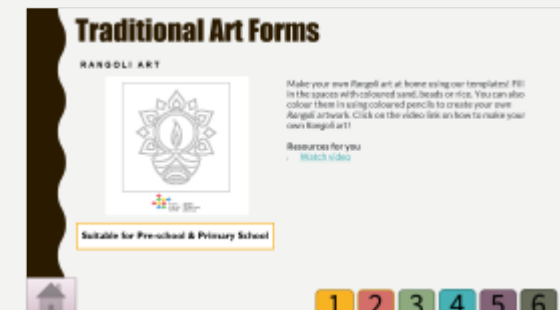 Traditional Art Forms
RANGOLI ART
Make your own Rangoli art at home using our templates! Fill
in the spaces with coloured sand, beads or rice. You can also
colour them in using coloured pencils to create your own
Rangoli artwork. Click on the video link on how to make your
own Rangoli art!
Resources for you
Watch video
Suitable for Pre-school & Primary School
1 2 3 4 5 6